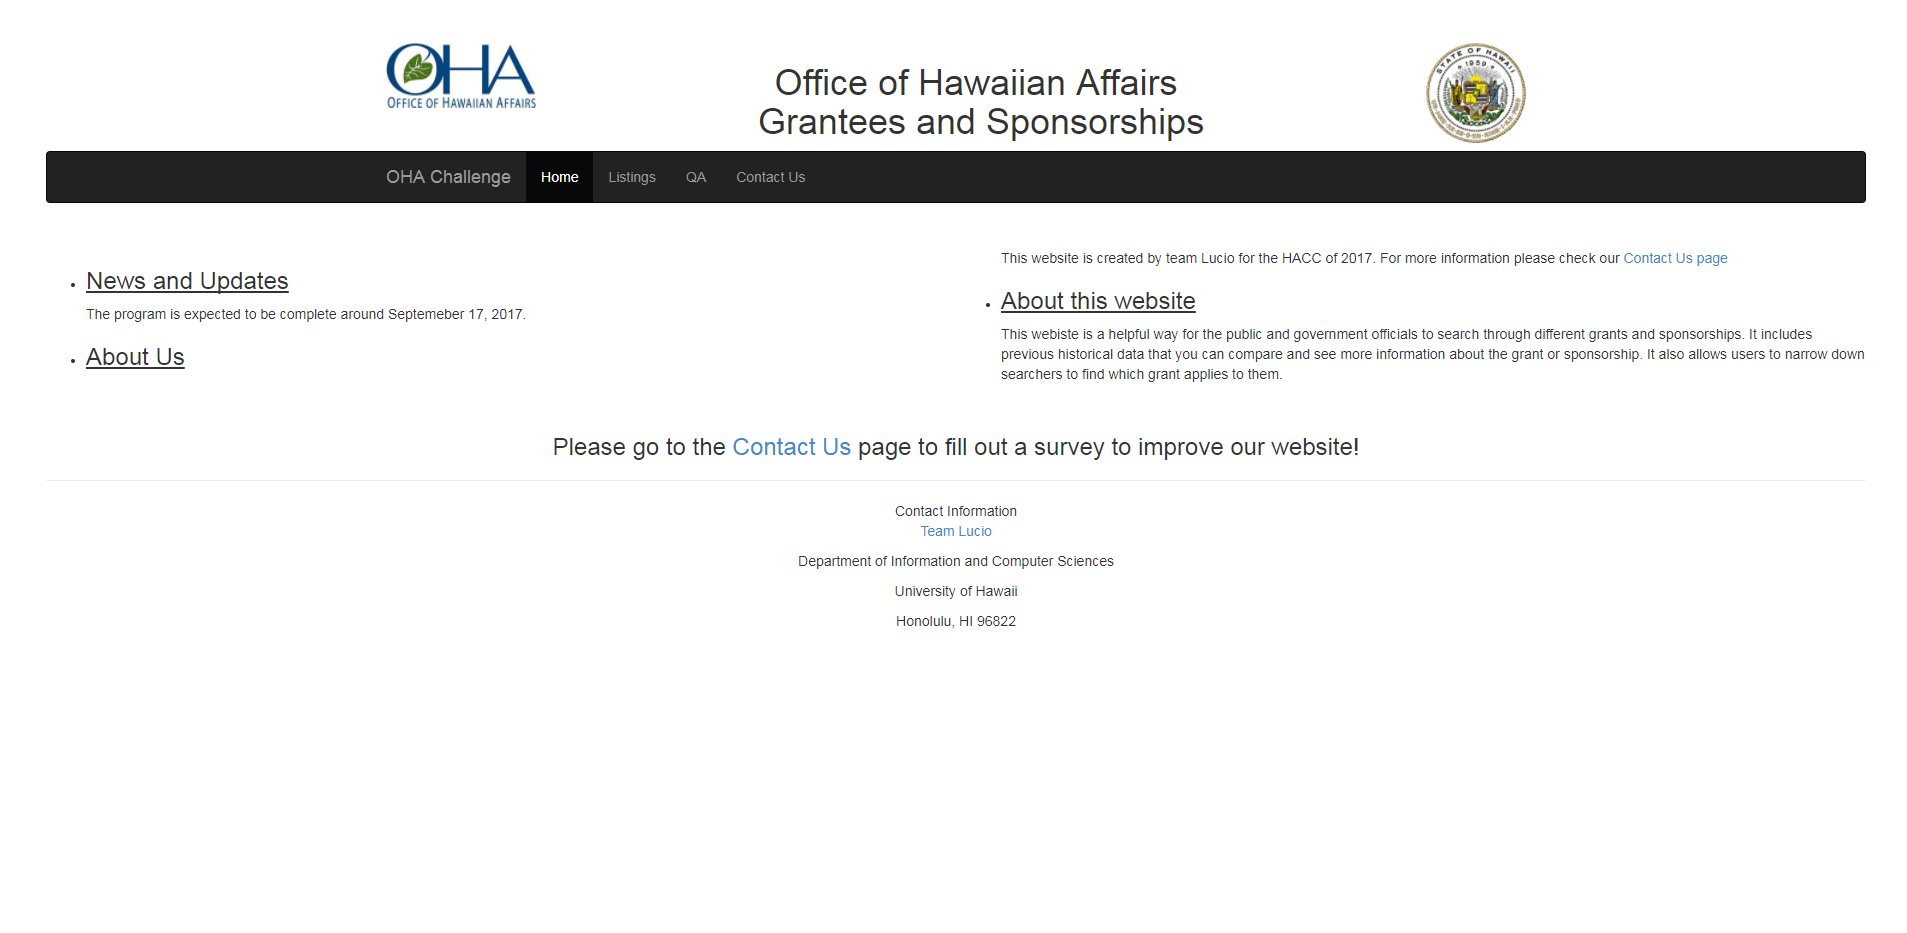 OHA
OFFICE OF HAWAIIAN AFFAIRS
Office of Hawaiian Affairs
Grantees and Sponsorships
STATE OF HAWAII
1959
OHA Challenge Home Listings QA Contact Us
News and Updates
The program is expected to be complete around Septemeber 17, 2017.
About Us
This website is created by team Lucio for the HACC of 2017. For more information please check our Contact Us page
About this website
This webiste is a helpful way for the public and government officials to search through different grants and sponsorships. It includes
previous historical data that you can compare and see more information about the grant or sponsorship. It also allows users to narrow down
searchers to find which grant applies to them.
Please go to the Contact Us page to fill out a survey to improve our website!
Contact Information
Team Lucio
Department of Information and Computer Sciences
University of Hawaii
Honolulu, HI 96822